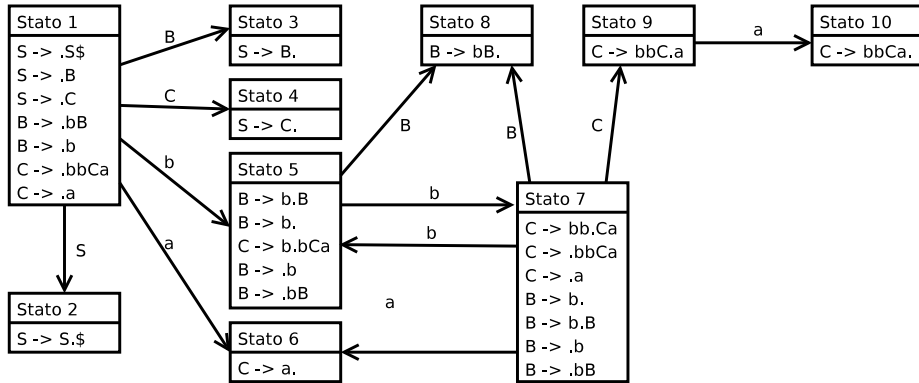 Stato 1
S -> .S$
S -> .B
S -> .C
B -> .bB
B -> .b
C -> .bbCa
C -> .a
B
C
b
a
S
Stato 2
S -> S.$
Stato 3
S -> B.
Stato 4
S -> C.
Stato 5
B -> b.B
B -> b.
C -> b.bCa
B -> .b
B -> .bB
Stato 6
C -> a.
B
b
b
a
Stato 8
B -> bB.
B
C
Stato 7
C -> bb.Ca
C -> .bbCa
C -> .a
B -> b.
B -> b.B
B -> .b
B -> .bB
Stato 9
C -> bbC.a
a
Stato 10
C -> bbCa.